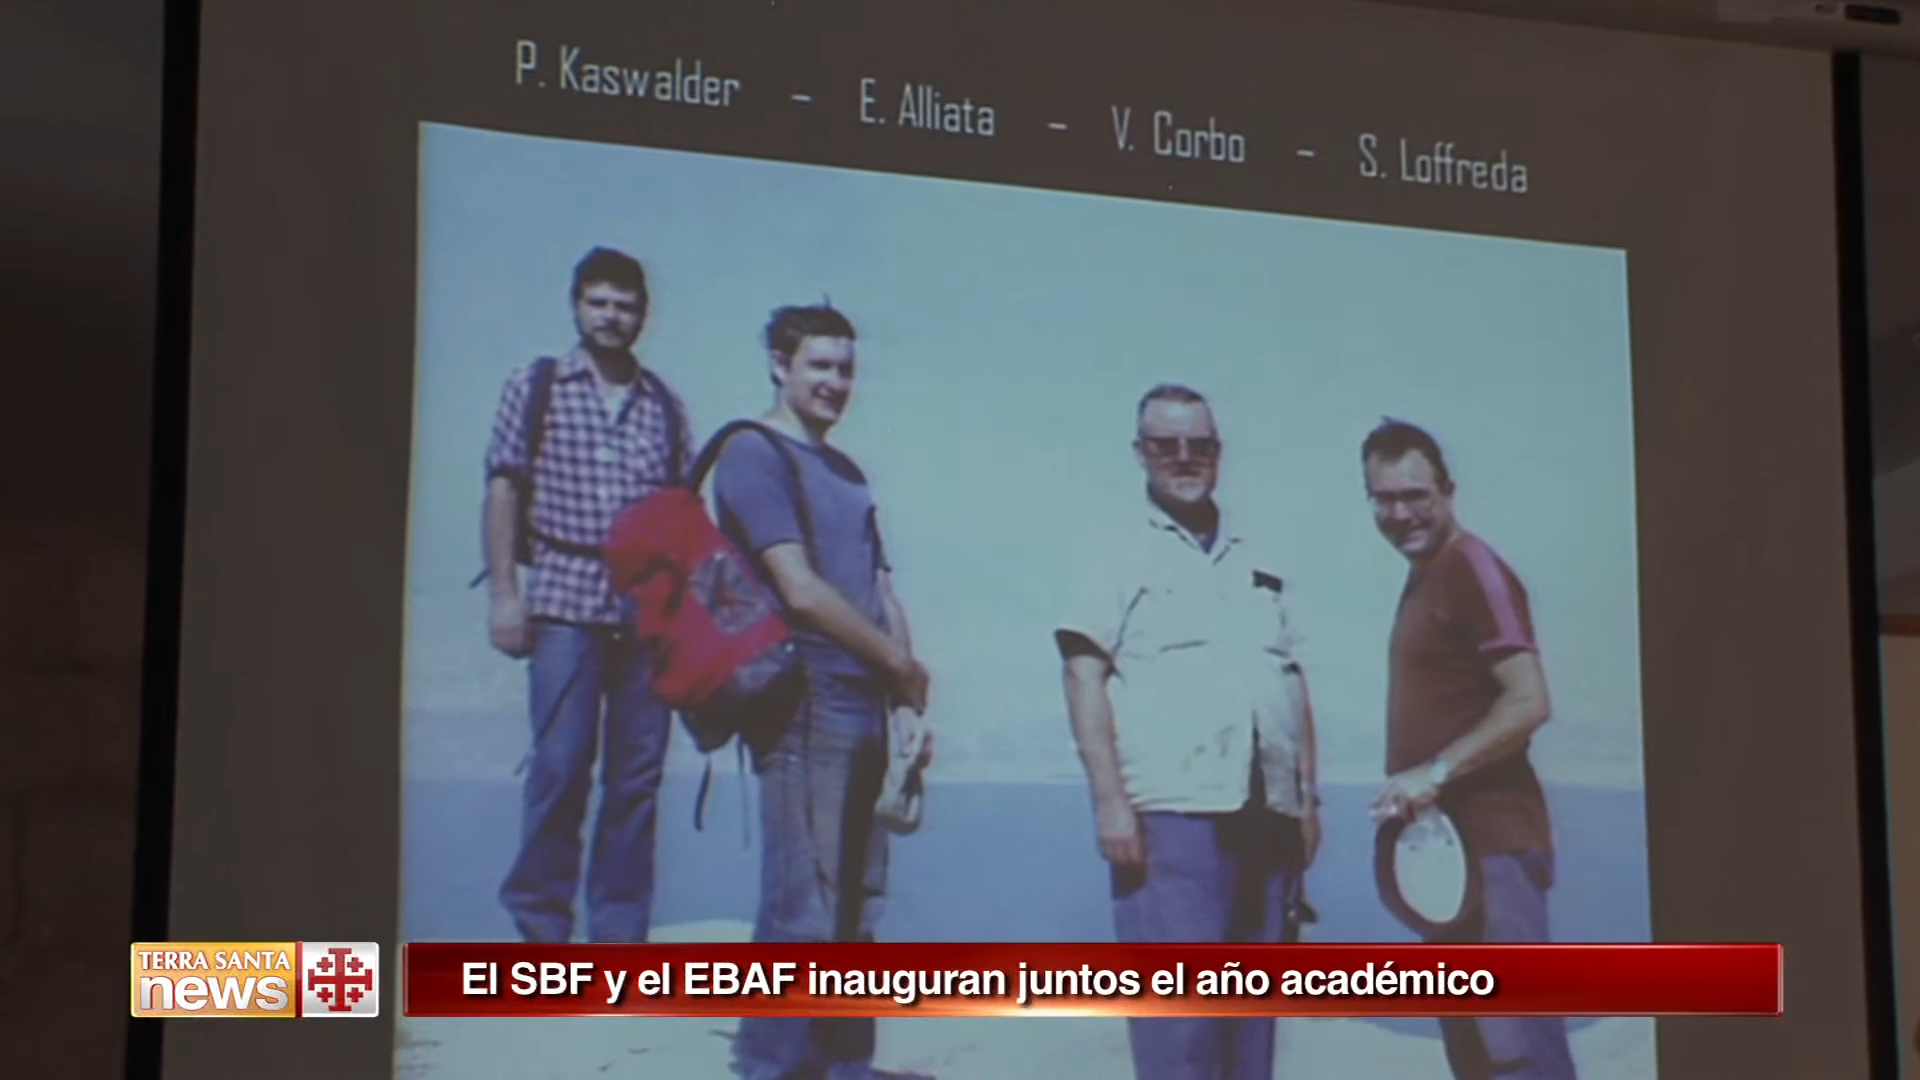 P. Kaswalder – E. Alliata – V. Corbo – S. Loffreda
TERRA SANTA
news
El SBF y el EBAF inauguran juntos el año académico